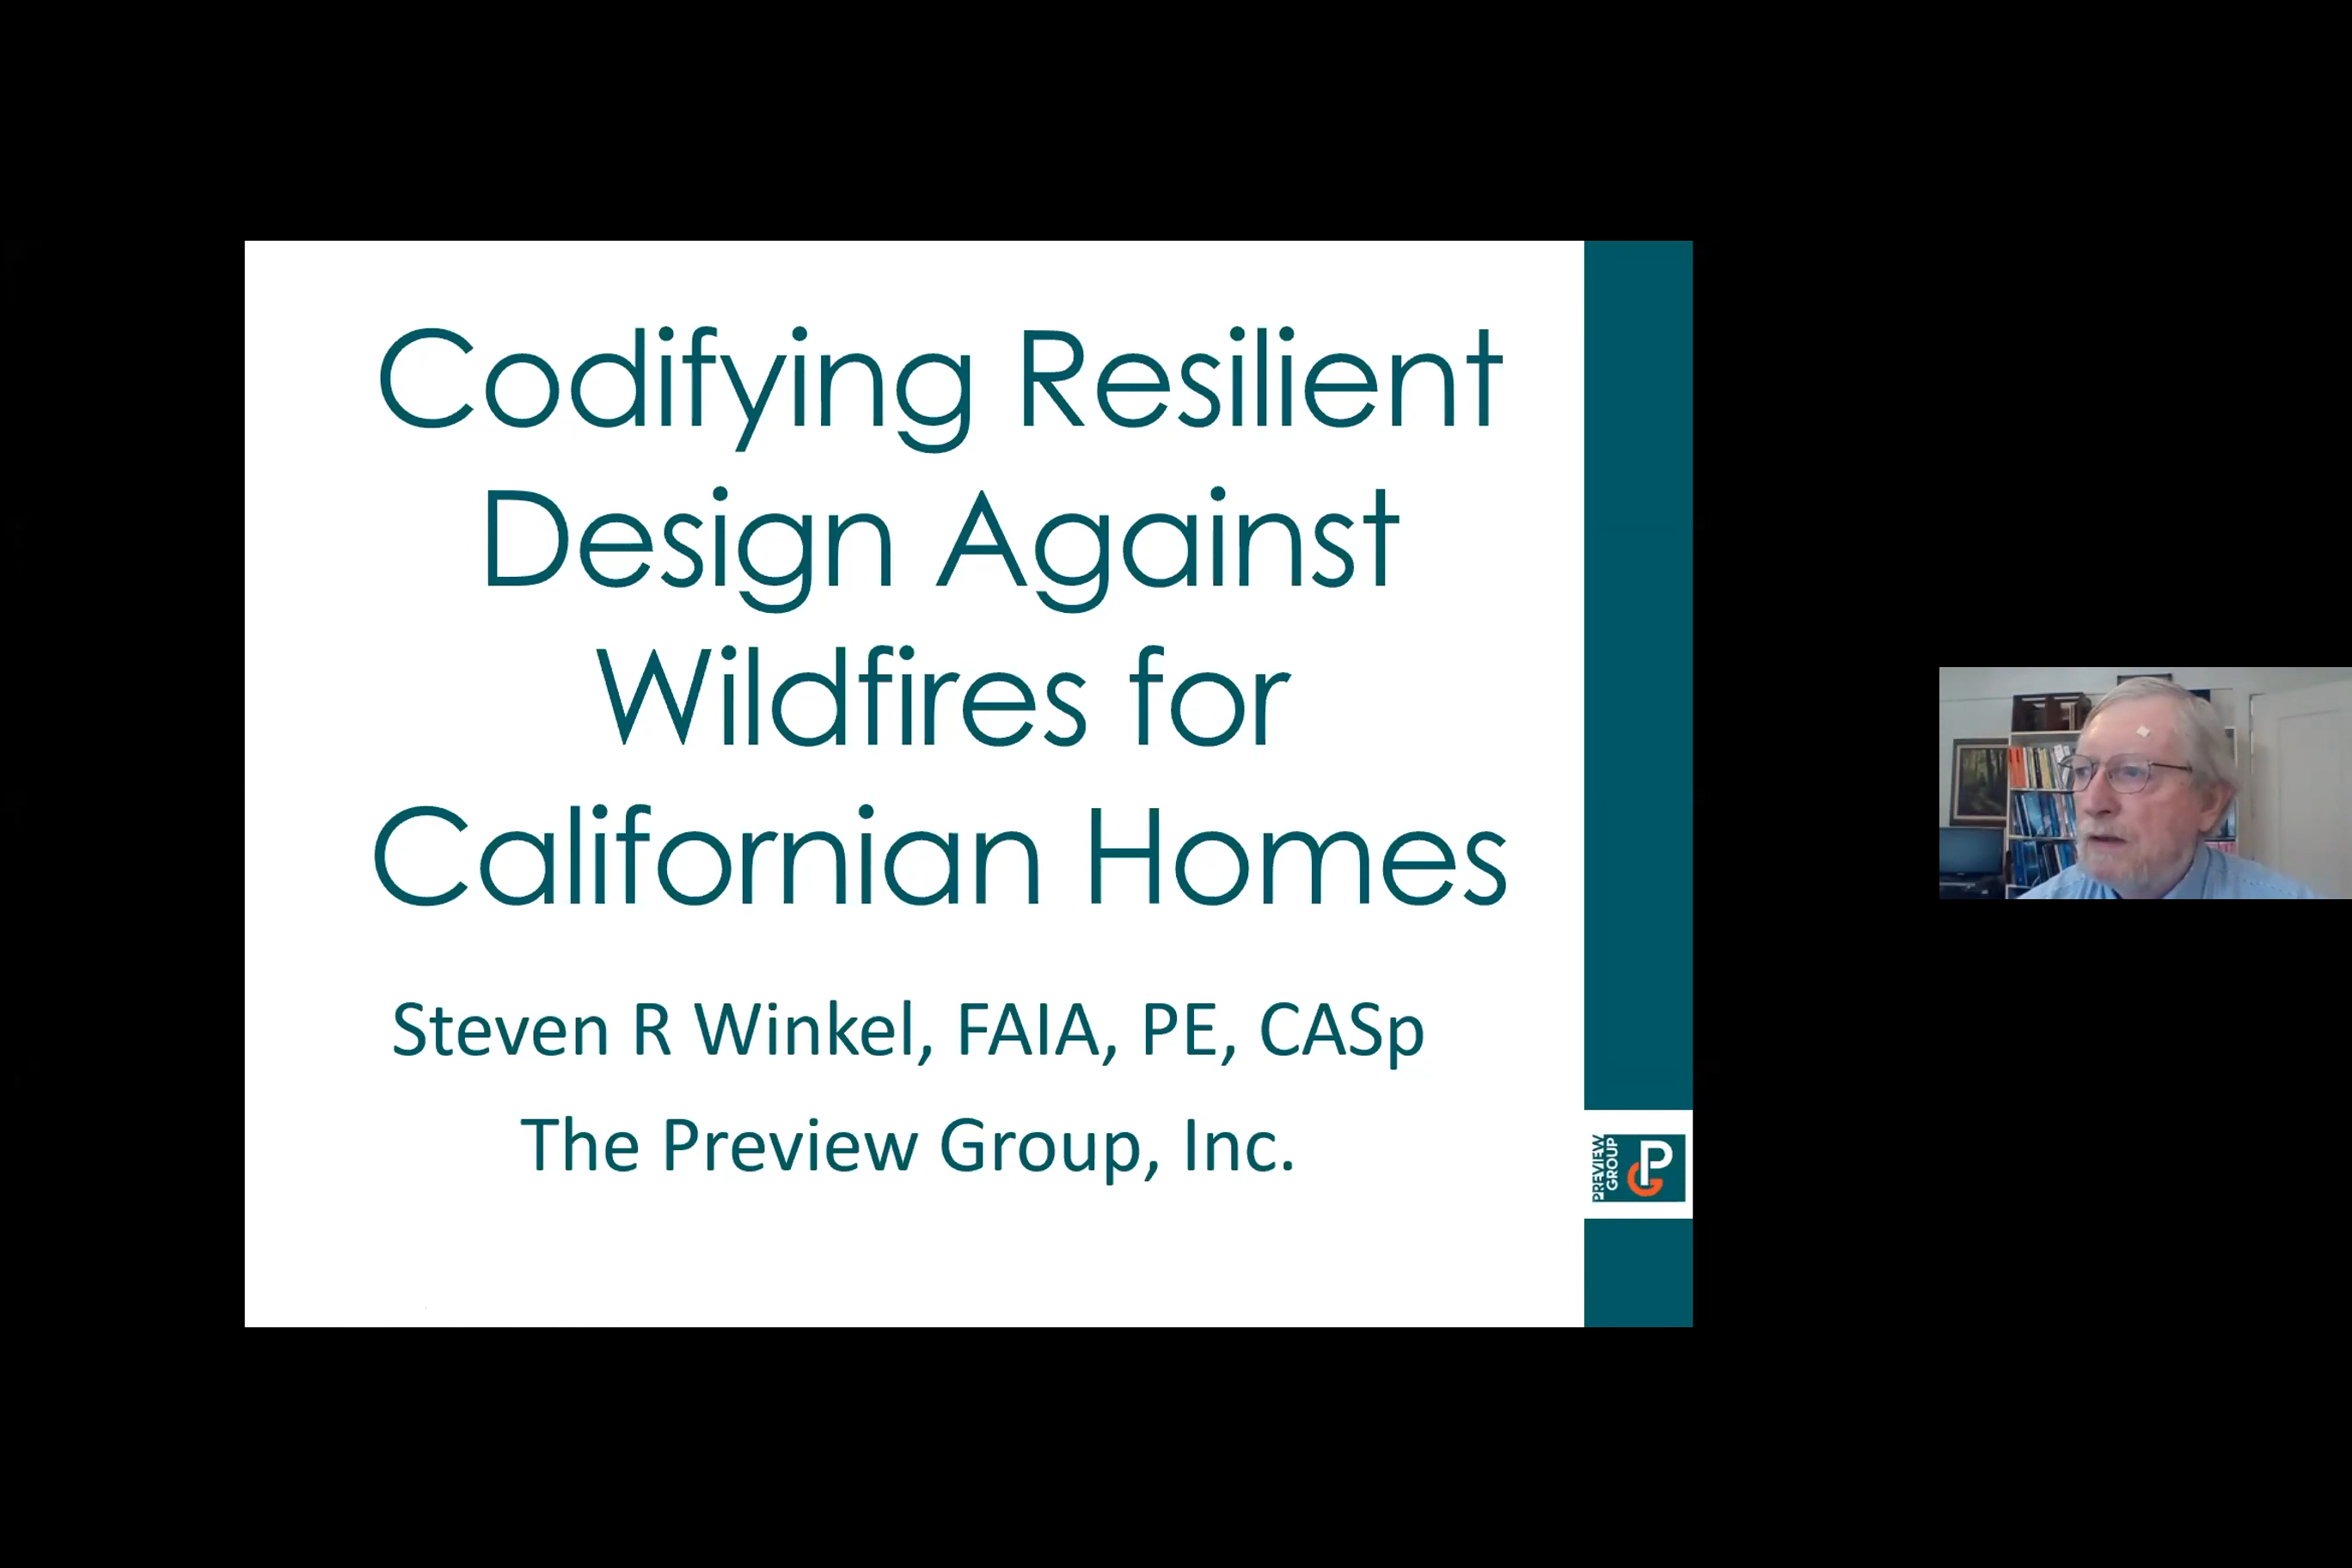 Codifying Resilient
Design Against
Wildfires for
Californian Homes
Steven R Winkel, FAIA, PE, CASp
The Preview Group, Inc.
PREVIEW
GROUP
PG